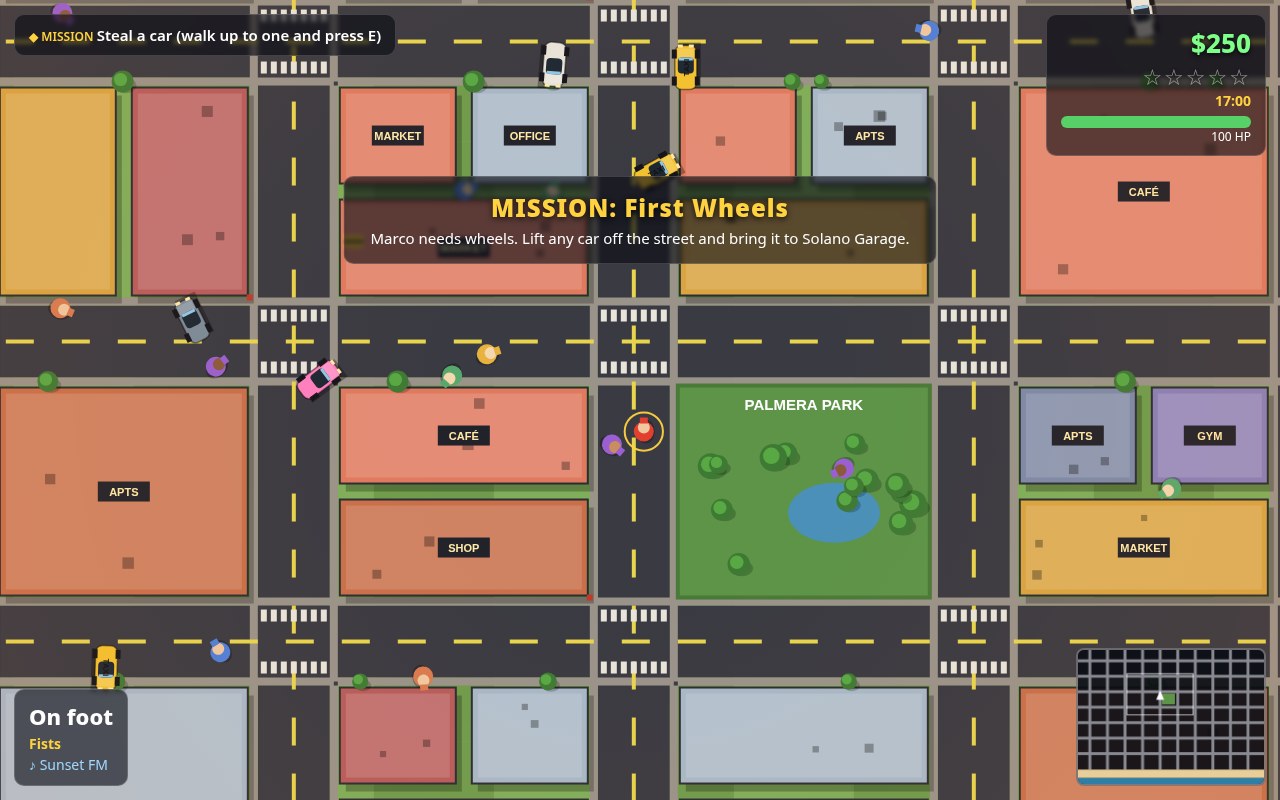 ◆ MISSION Steal a car (walk up to one and press E)
$250
☆☆☆☆☆
17:00
100 HP
MARKET
OFFICE
APTS
CAFÉ
MISSION: First Wheels
Marco needs wheels. Lift any car off the street and bring it to Solano Garage.
PALMERA PARK
CAFÉ
APTS
GYM
APTS
SHOP
MARKET
On foot
Fists
♪ Sunset FM